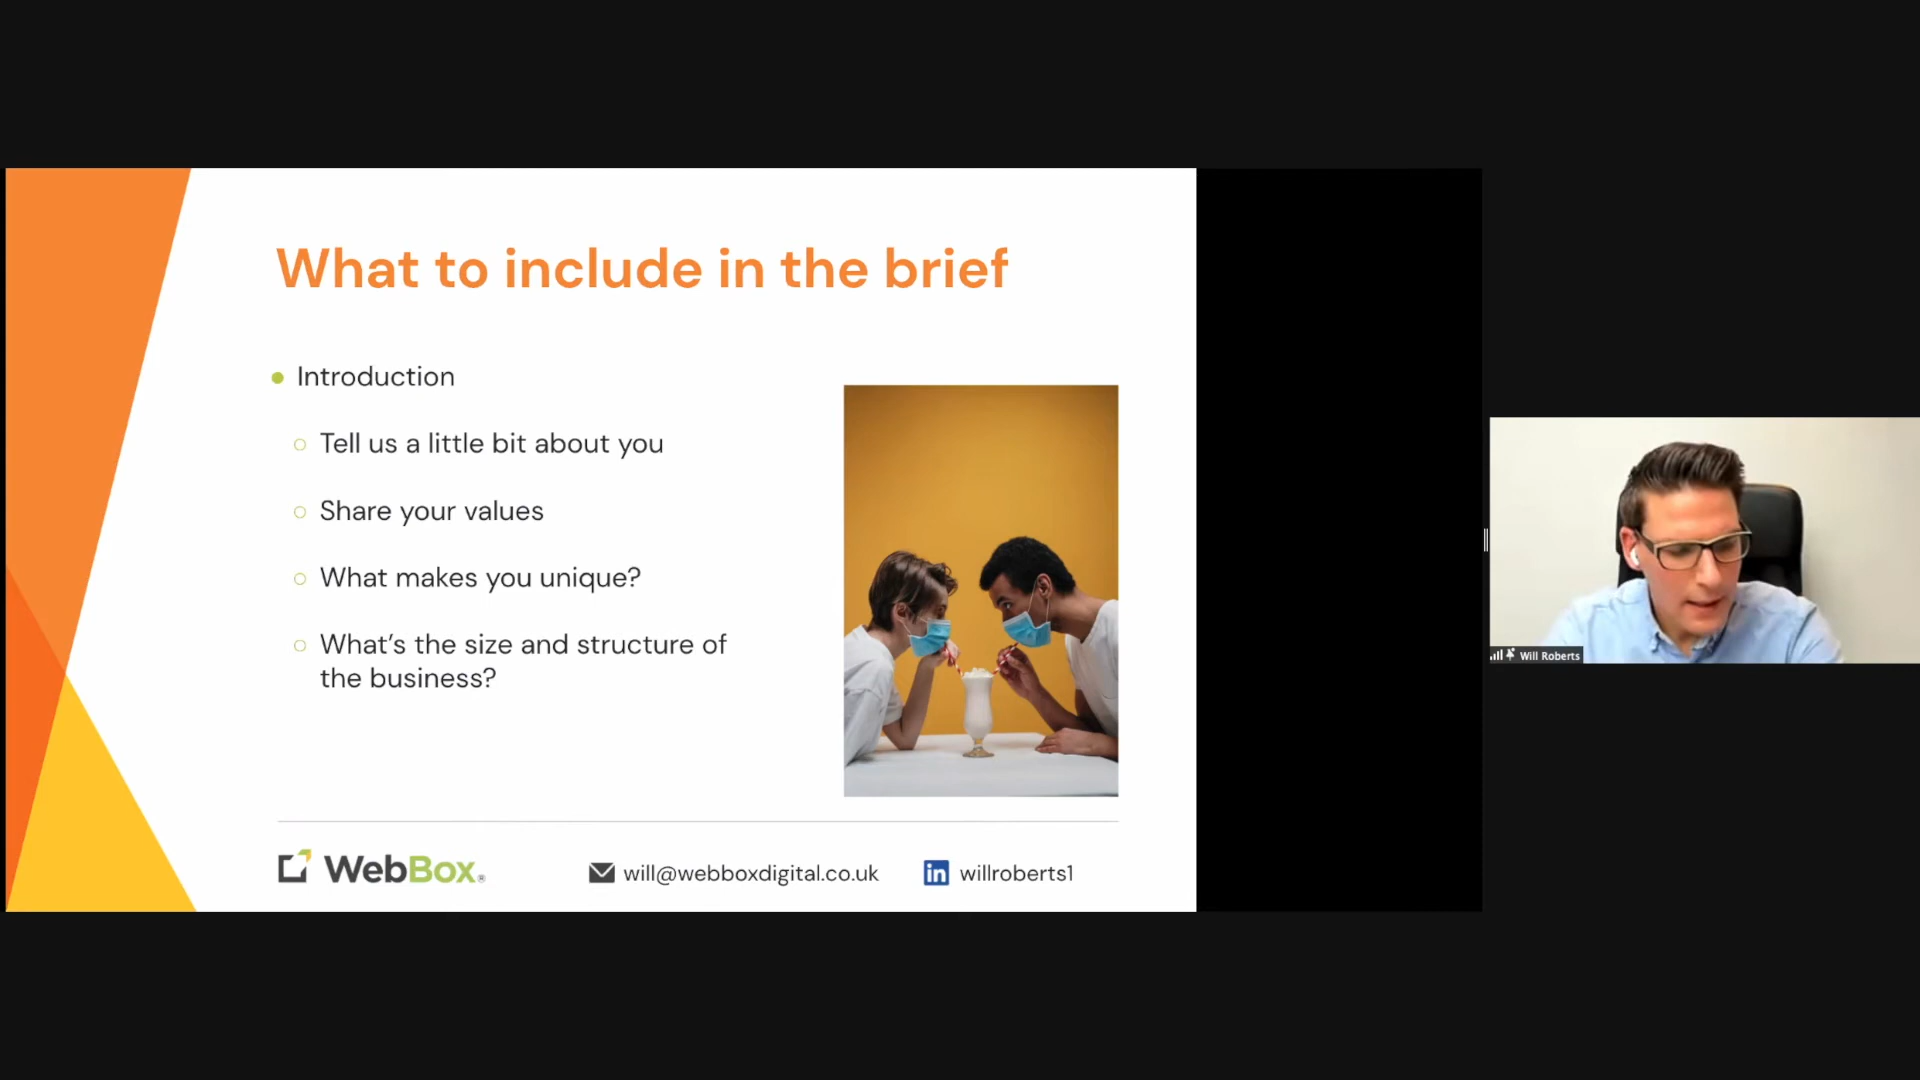 What to include in the brief
Introduction
Tell us a little bit about you
Share your values
What makes you unique?
What's the size and structure of
the business?
WebBox®
will@webboxdigital.co.uk
in willroberts1
Will Roberts